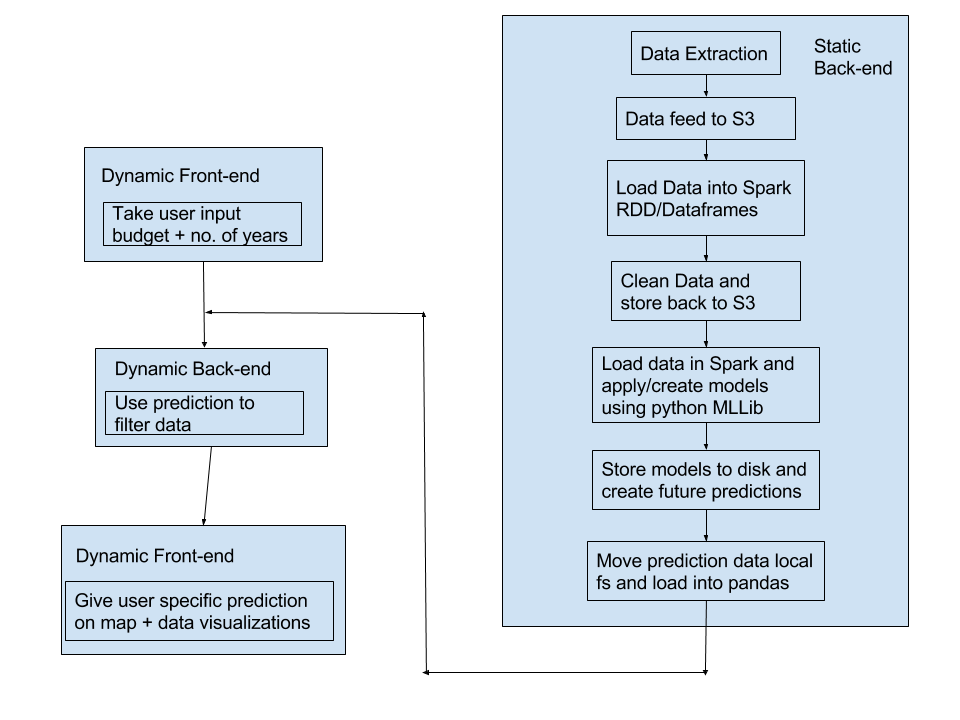 Static
Back-end
Data Extraction
Data feed to S3
Load Data into Spark
RDD/Dataframes
Clean Data and
store back to S3
Load data in Spark and
apply/create models
using python MLLib
Store models to disk and
create future predictions
Move prediction data local
fs and load into pandas
Dynamic Front-end
Take user input
budget + no. of years
Dynamic Back-end
Use prediction to
filter data
Dynamic Front-end
Give user specific prediction
on map + data visualizations